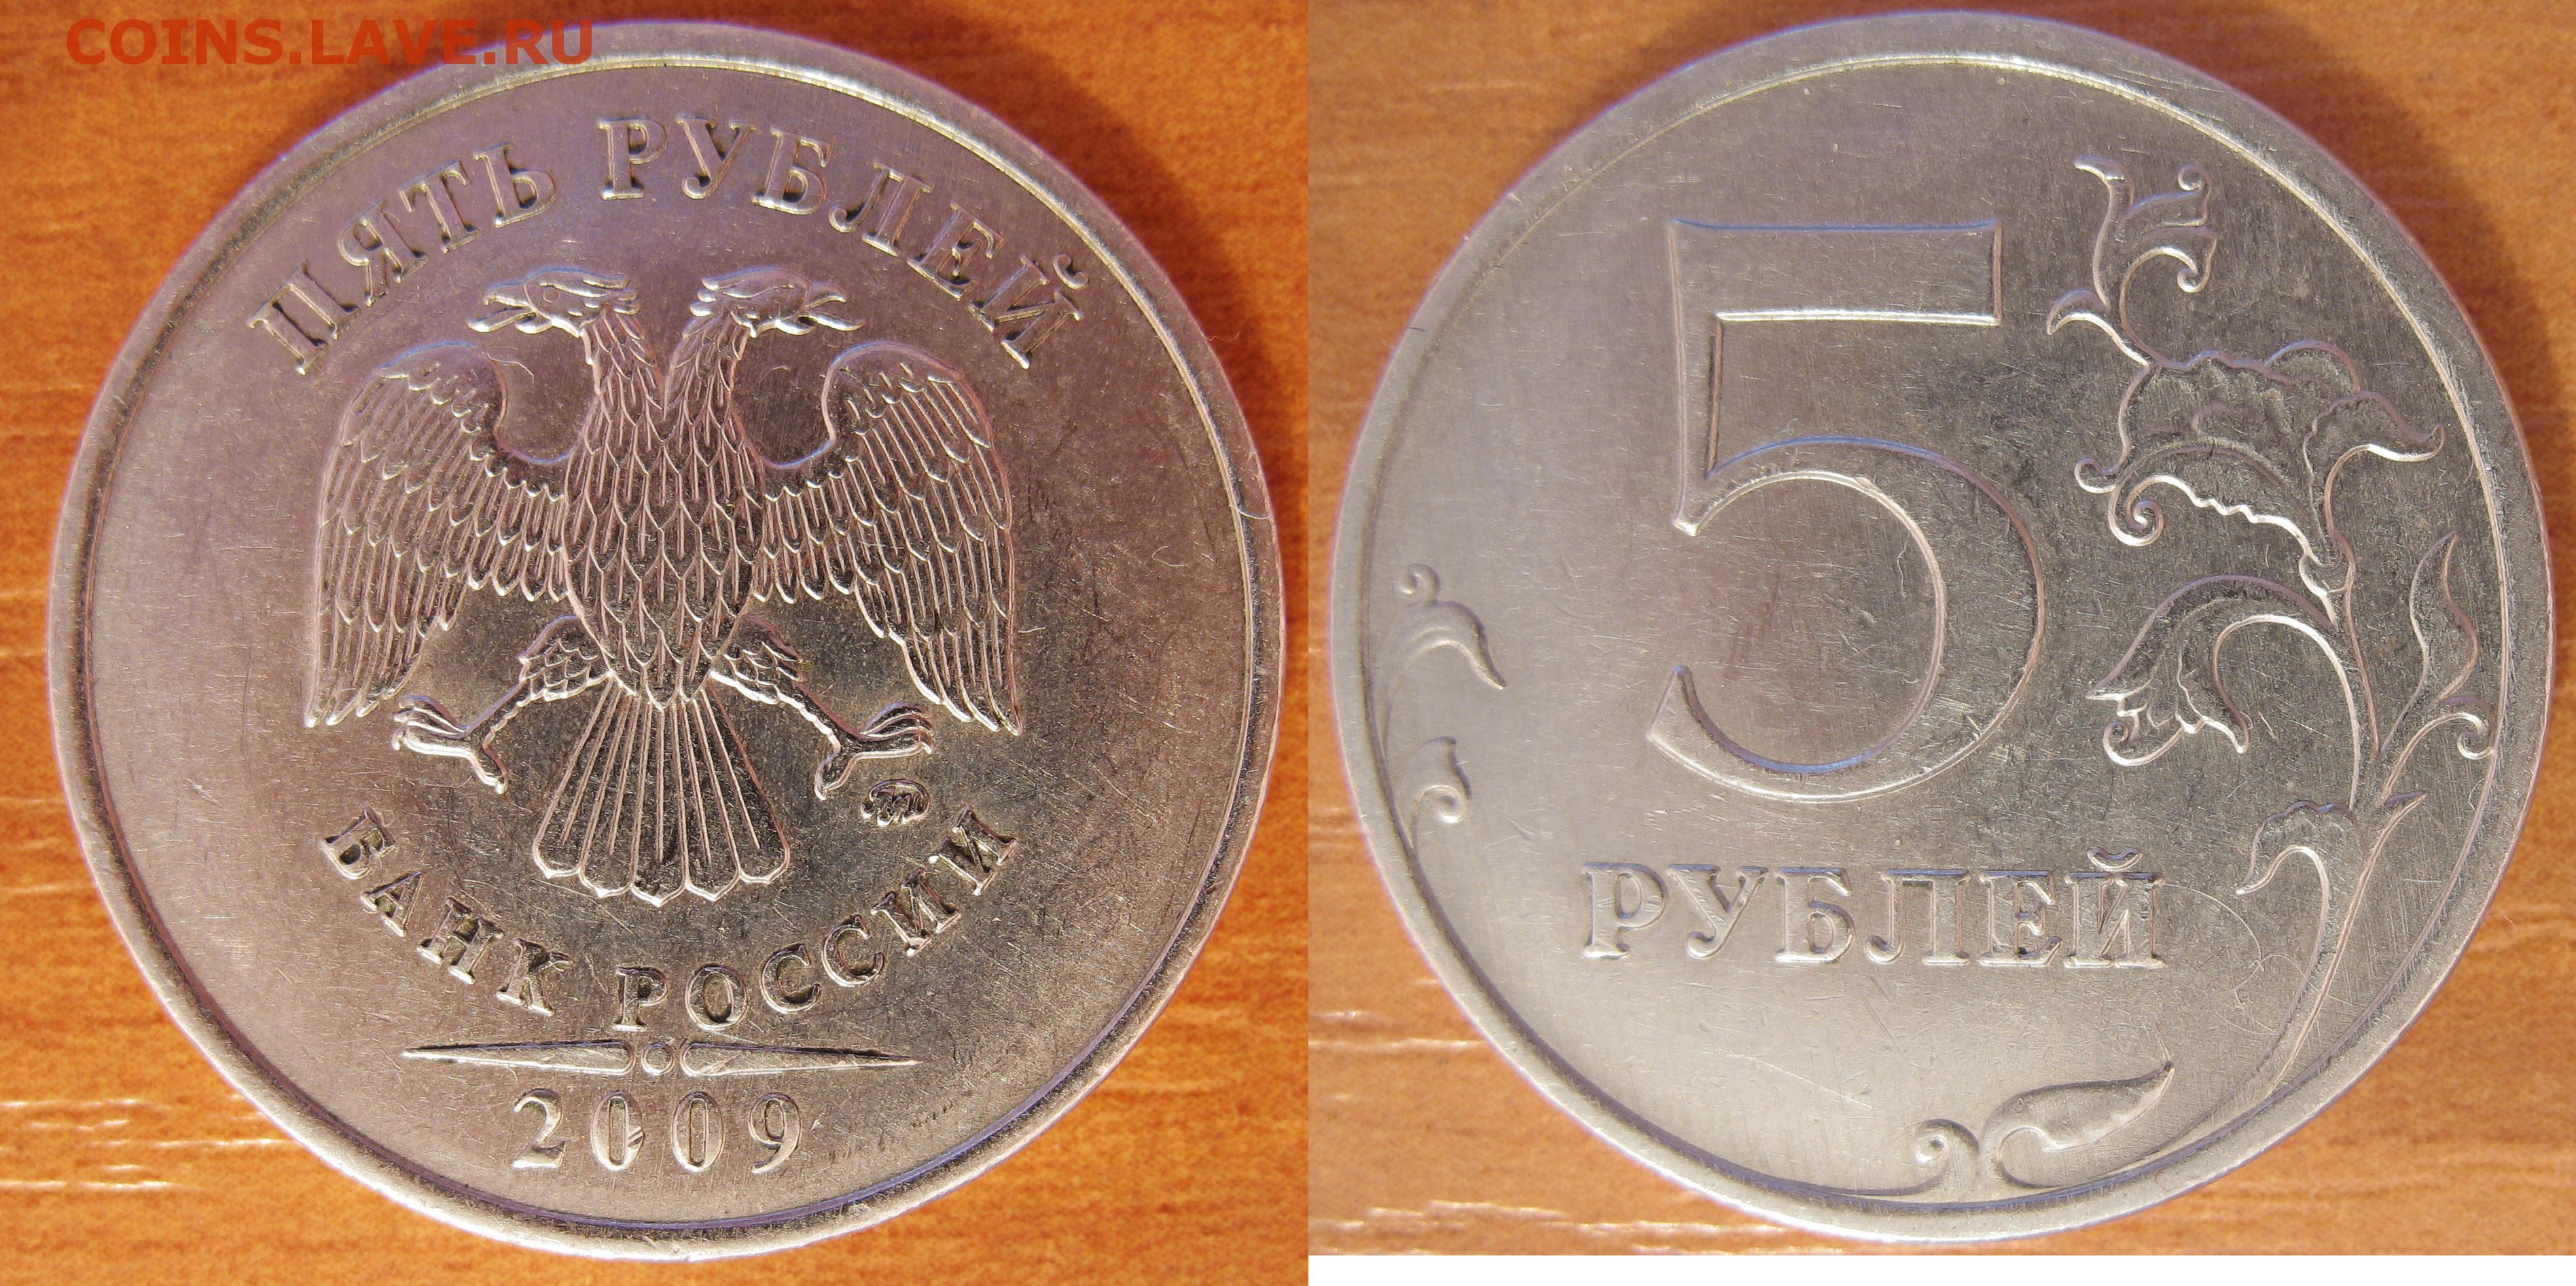 COINS.LAVE.RU
ПЯТЬ РУБЛЕЙ
БАНК РОССИИ
2009
5
РУБЛЕЙ